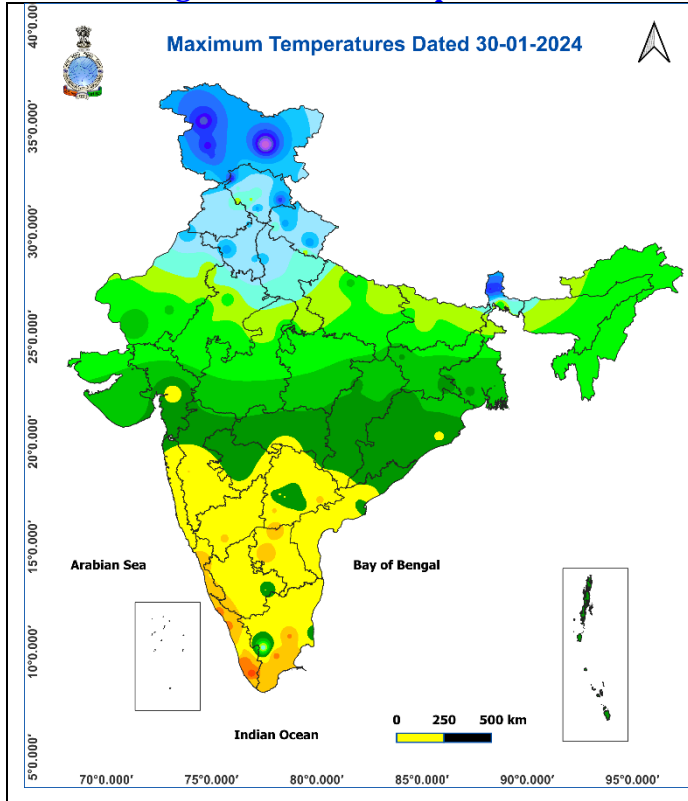 Maximum Temperatures Dated 30-01-2024
40°0.000'
35°0.000'
30°0.000'
25°0.000'
20°0.000'
15°0.000'
10°0.000'
5°0.000'
Arabian Sea
Bay of Bengal
Indian Ocean
0 250 500 km
70°0.000' 75°0.000' 80°0.000' 85°0.000' 90°0.000' 95°0.000'